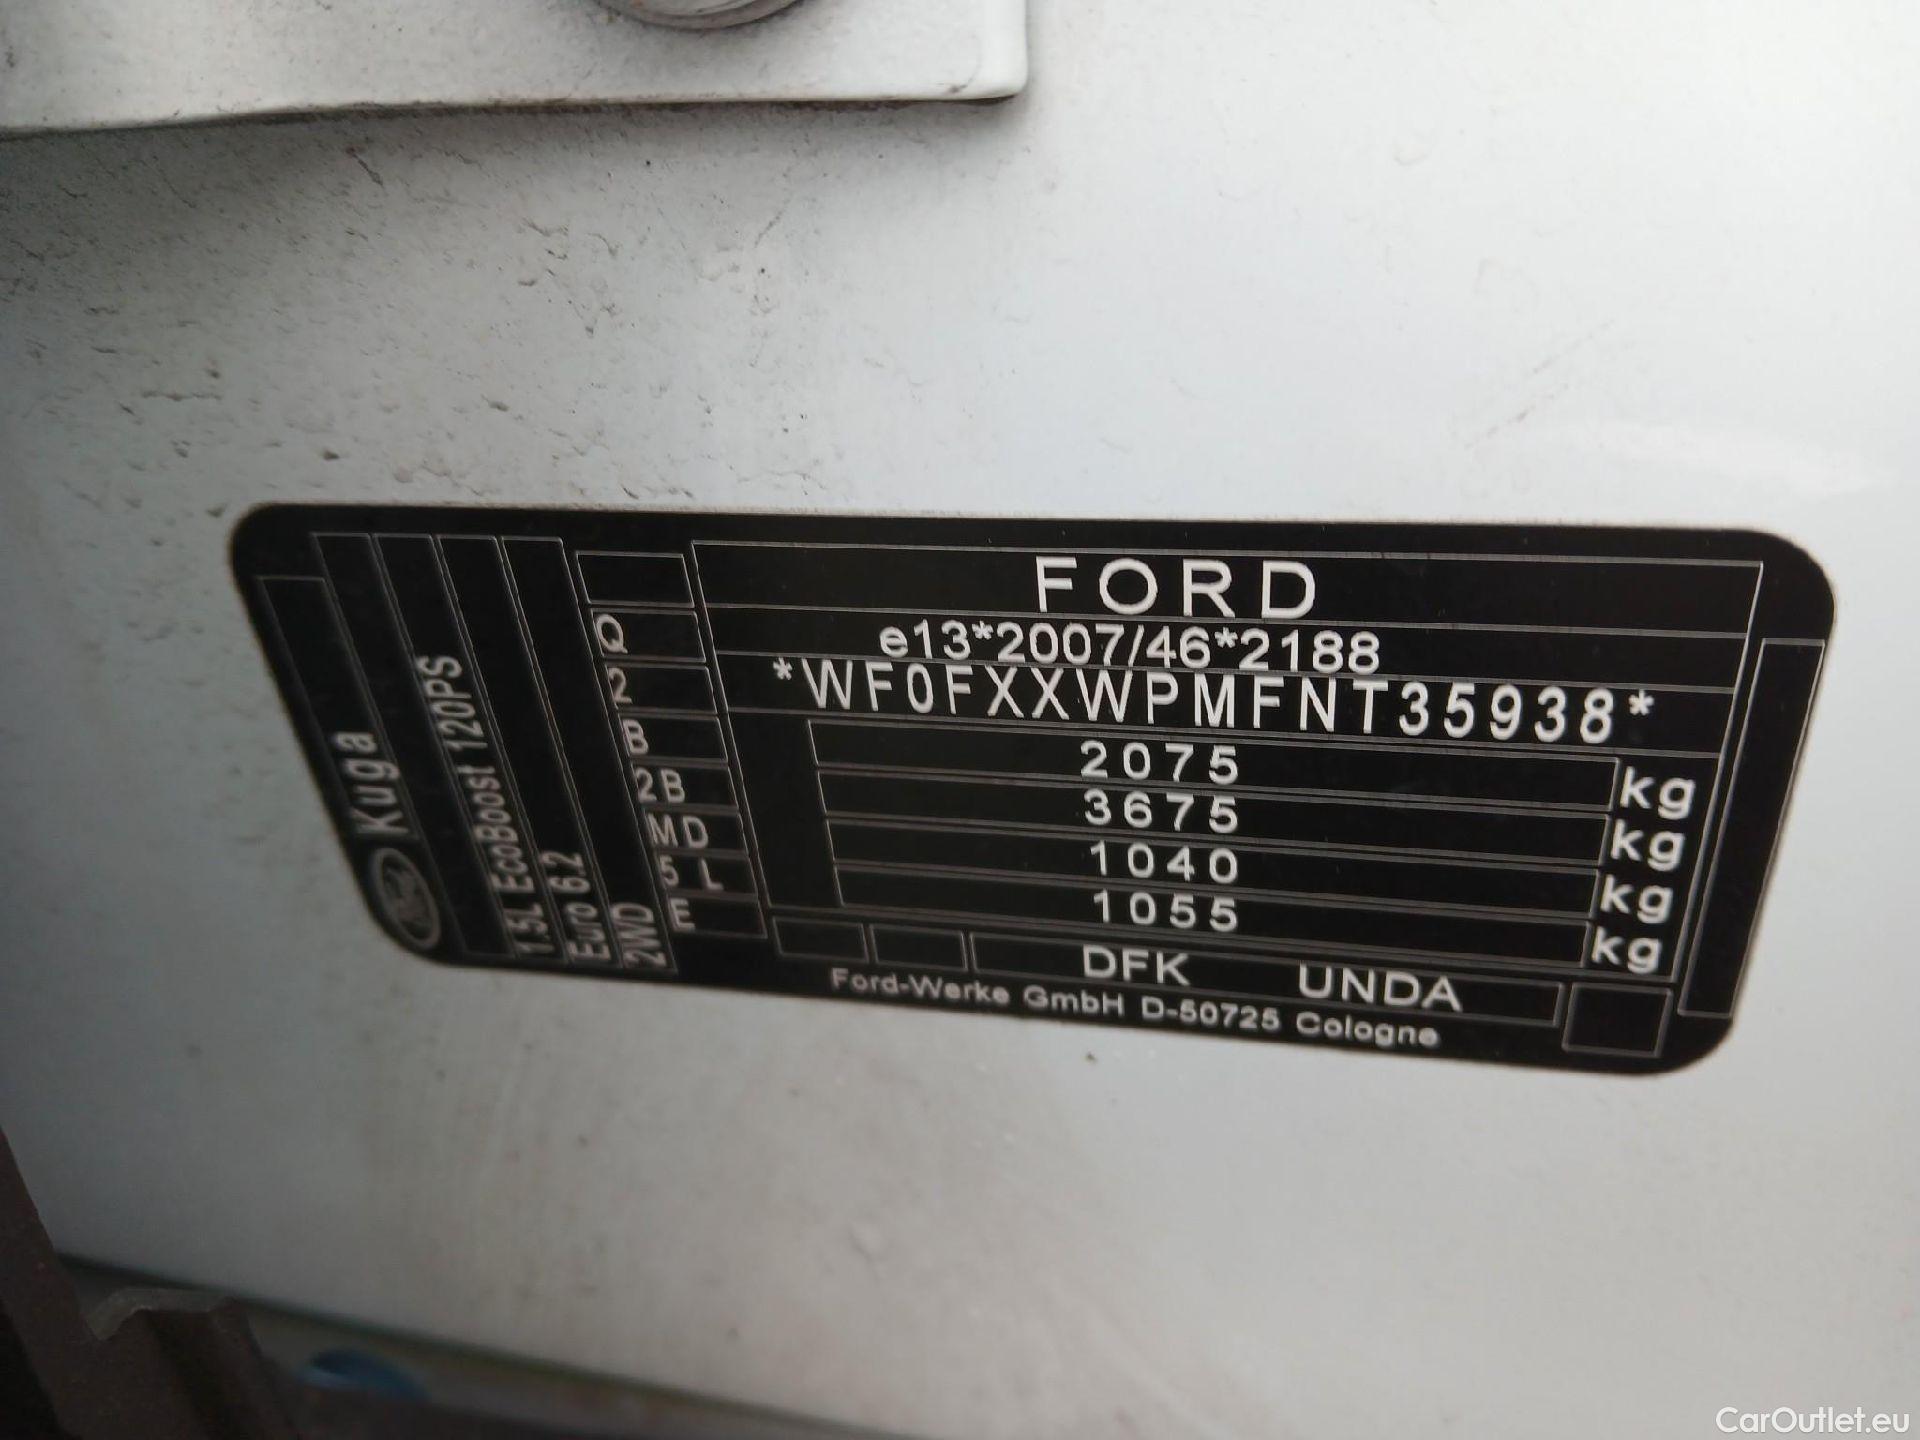 FORD
e13*2007/46*2188
*WF0FXXWPMFNT35938*
2075 kg
3675 kg
1040 kg
1055 kg
DFK UNDA
Ford-Werke GmbH D-50725 Cologne
Q
2
B
2B
MD
5 L
E
Ford Kuga
1.5L EcoBoost 120PS
Euro 6.2
2WD
CarOutlet.eu